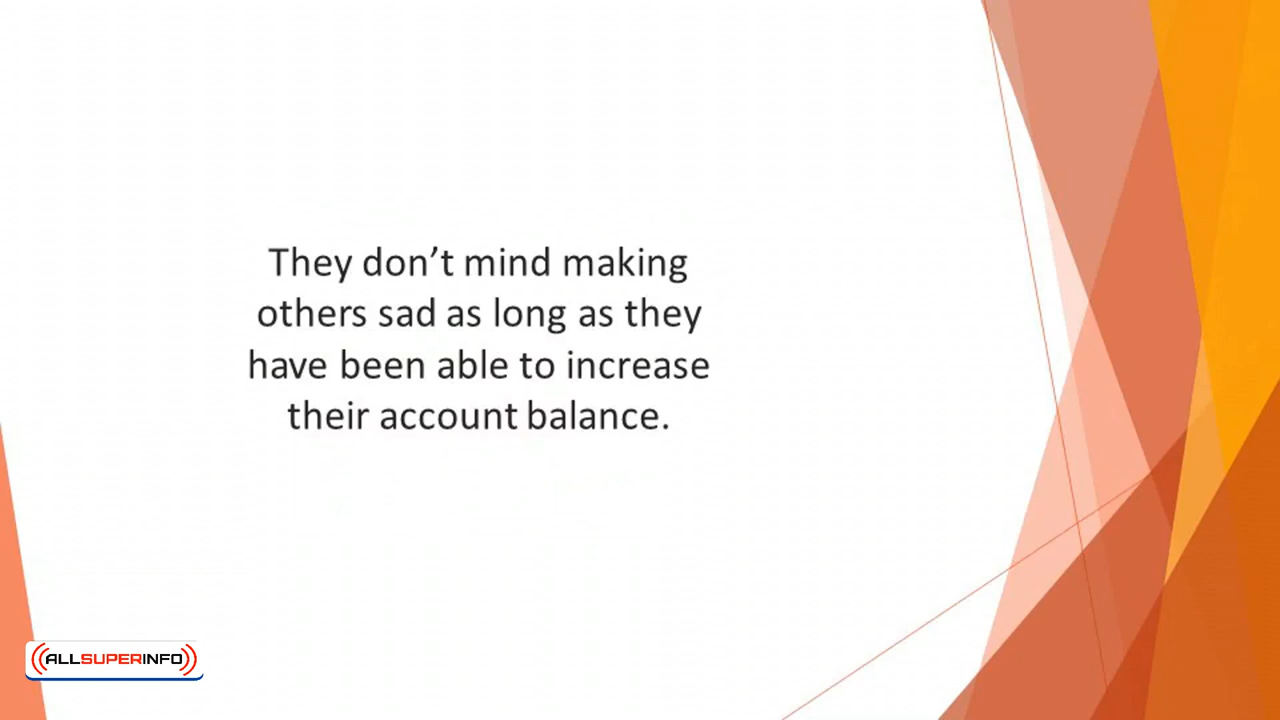 They don’t mind making
others sad as long as they
have been able to increase
their account balance.
ALLSUPERINFO